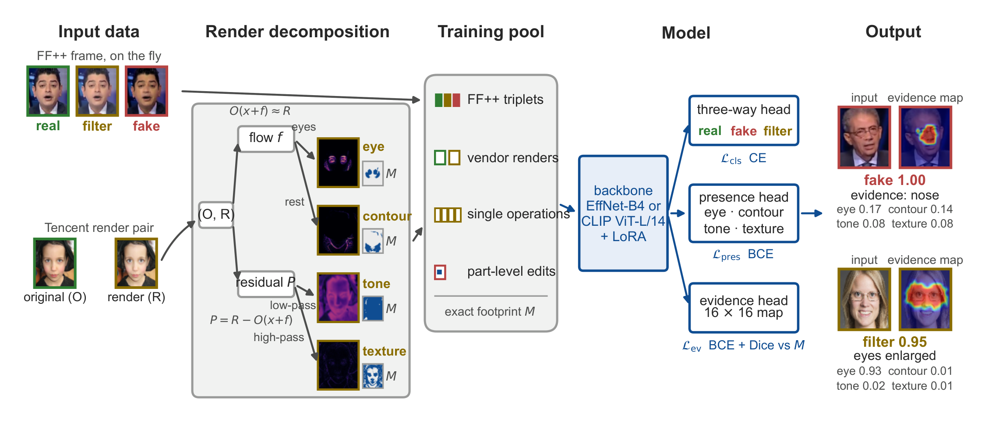 Input data
FF++ frame, on the fly
real
filter
fake
Tencent render pair
original (O)
render (R)
Render decomposition
O(x+f) ≈ R
flow f
eyes
rest
(O, R)
residual P
low-pass
P = R − O(x+f)
high-pass
eye
M
contour
M
tone
M
texture
M
Training pool
FF++ triplets
vendor renders
single operations
part-level edits
exact footprint M
Model
backbone
EffNet-B4 or
CLIP ViT-L/14
+ LoRA
three-way head
real fake filter
ℒcls CE
presence head
eye · contour
tone · texture
ℒpres BCE
evidence head
16 × 16 map
ℒev BCE + Dice vs M
Output
input evidence map
fake 1.00
evidence: nose
eye 0.17 contour 0.14
tone 0.08 texture 0.08
input evidence map
filter 0.95
eyes enlarged
eye 0.93 contour 0.01
tone 0.02 texture 0.01